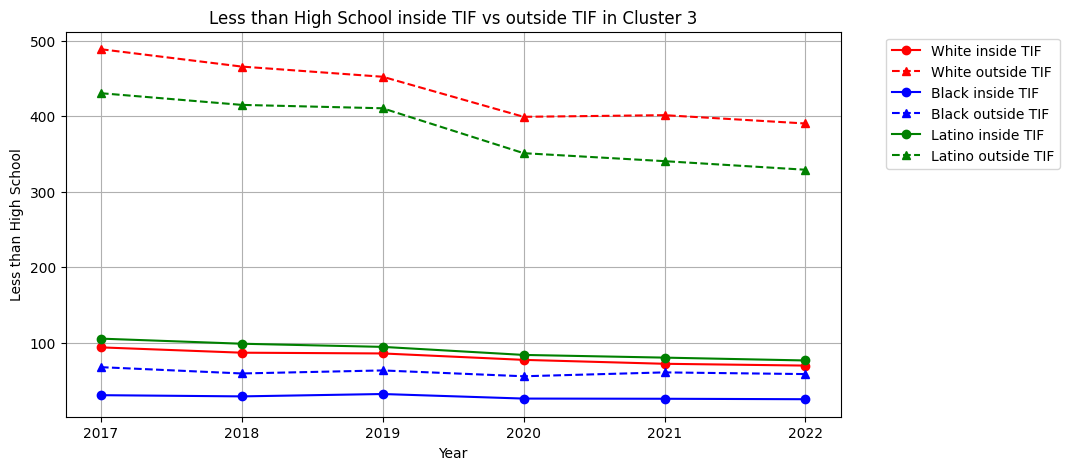 Less than High School inside TIF vs outside TIF in Cluster 3
Less than High School
500
400
300
200
100
2017 2018 2019 2020 2021 2022
Year
White inside TIF
White outside TIF
Black inside TIF
Black outside TIF
Latino inside TIF
Latino outside TIF